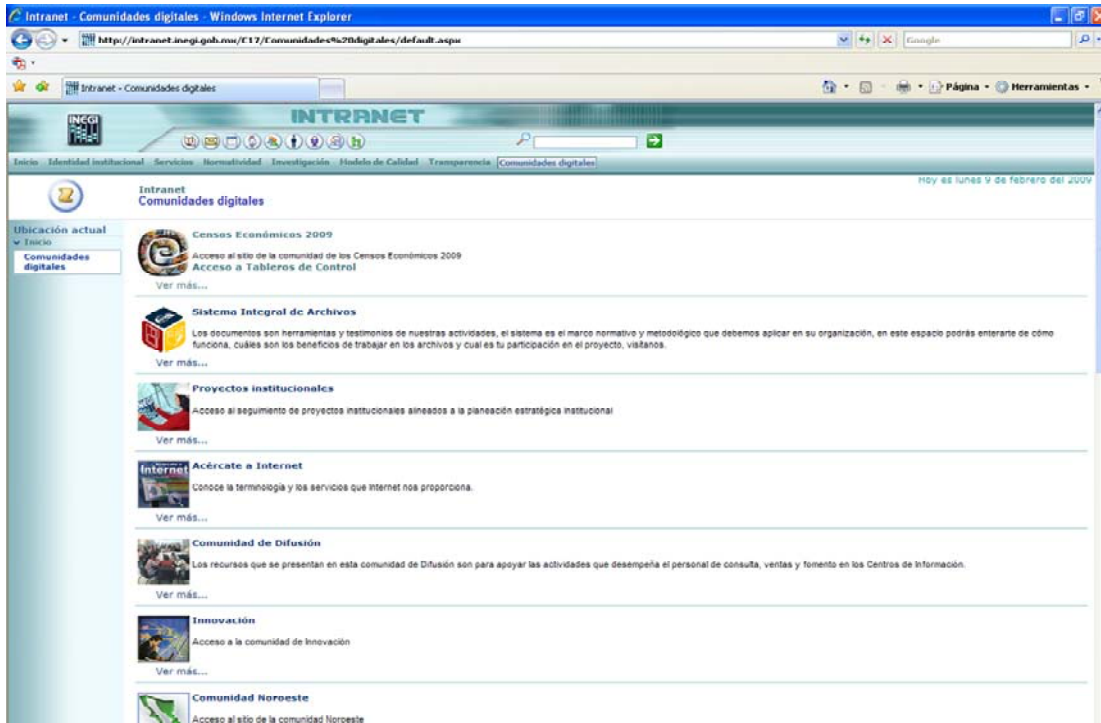 Intranet - Comunidades digitales - Windows Internet Explorer
http://intranet.inegi.gob.mx/C17/Comunidades%20digitales/default.aspx
Google
Intranet - Comunidades digitales
Página
Herramientas
INEGI
INTRANET
Inicio Identidad institucional Servicios Normatividad Investigación Modelo de Calidad Transparencia Comunidades digitales
Hoy es lunes 9 de febrero del 2009
Intranet
Comunidades digitales
Ubicación actual
Inicio
Comunidades
digitales
Censos Económicos 2009
Acceso al sitio de la comunidad de los Censos Económicos 2009
Acceso a Tableros de Control
Ver más...
Sistema Integral de Archivos
Los documentos son herramientas y testimonios de nuestras actividades, el sistema es el marco normativo y metodológico que debemos aplicar en su organización, en este espacio podrás enterarte de cómo
funciona, cuáles son los beneficios de trabajar en los archivos y cual es tu participación en el proyecto, visítanos.
Ver más...
Proyectos institucionales
Acceso al seguimiento de proyectos institucionales alineados a la planeación estratégica institucional
Ver más...
Internet
Acércate a Internet
Conoce la terminología y los servicios que Internet nos proporciona.
Ver más...
Comunidad de Difusión
Los recursos que se presentan en esta comunidad de Difusión son para apoyar las actividades que desempeña el personal de consulta, ventas y fomento en los Centros de Información.
Ver más...
Innovación
Acceso a la comunidad de Innovación
Ver más...
Comunidad Noroeste
Acceso al sitio de la comunidad Noroeste